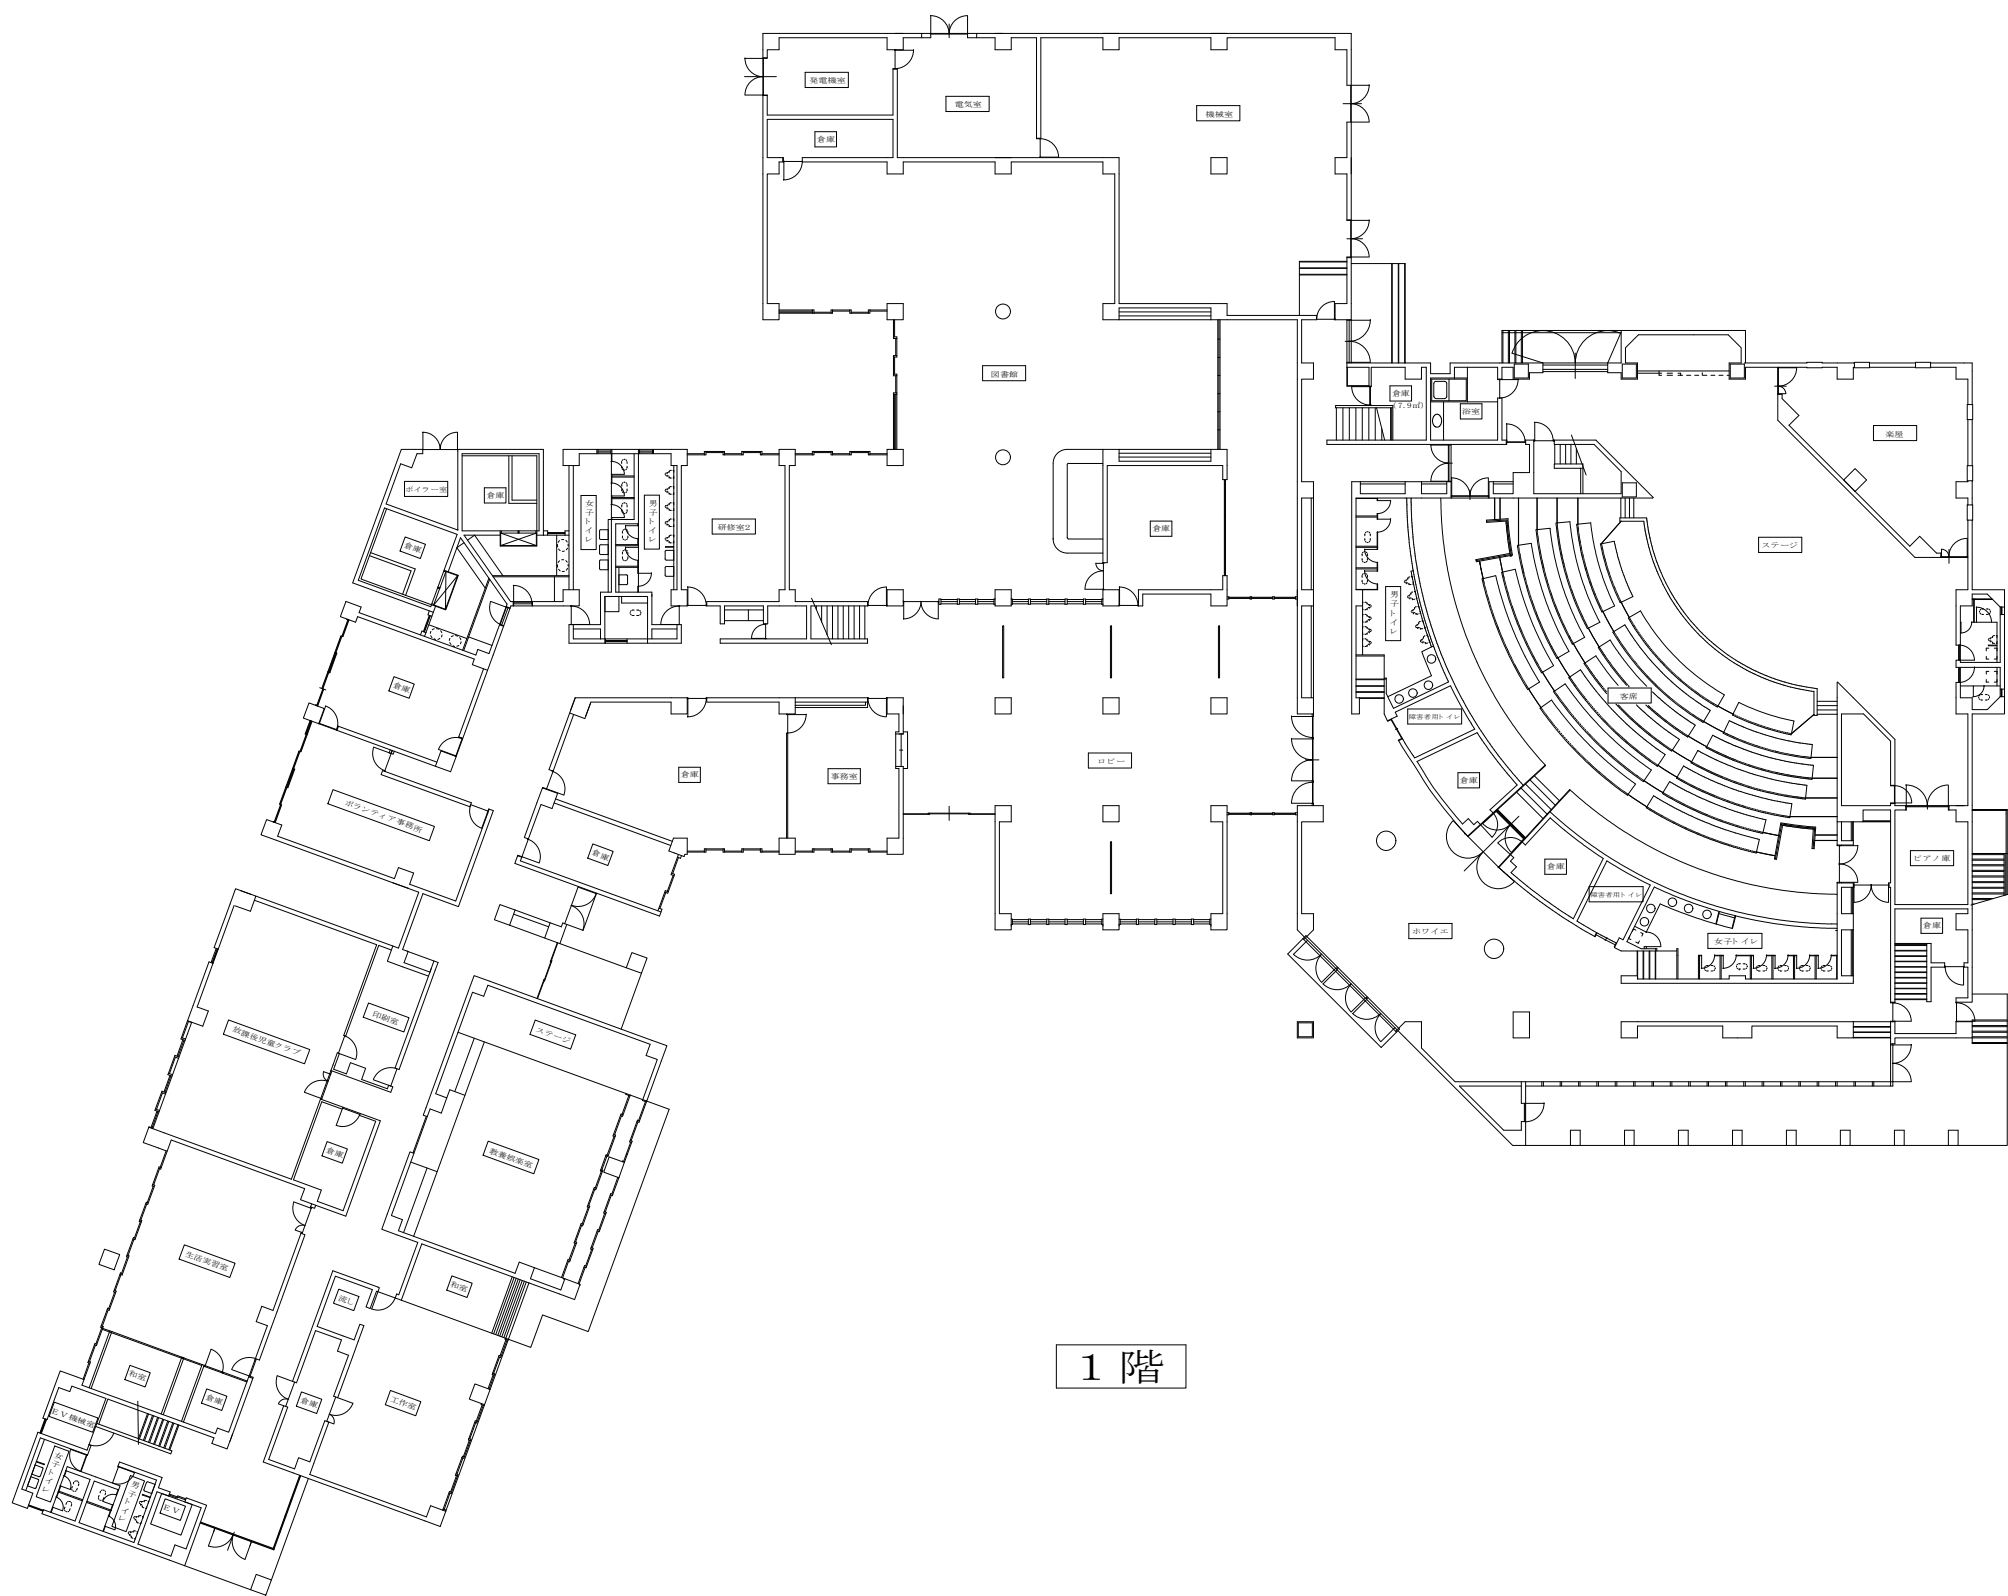 発電機室
電気室
機械室
倉庫
図書館
倉庫
(7.9㎡)
浴室
楽屋
ボイラー室
倉庫
女子トイレ
男子トイレ
研修室2
倉庫
倉庫
ステージ
男子トイレ
倉庫
客席
障害者用トイレ
ロビー
倉庫
事務室
倉庫
ボランティア事務所
倉庫
倉庫
障害者用トイレ
ピアノ庫
ホワイエ
女子トイレ
倉庫
印刷室
放課後児童クラブ
ステージ
倉庫
教養娯楽室
生活実習室
和室
流し
和室
倉庫
倉庫
工作室
EV機械室
女子トイレ
男子トイレ
EV
1階